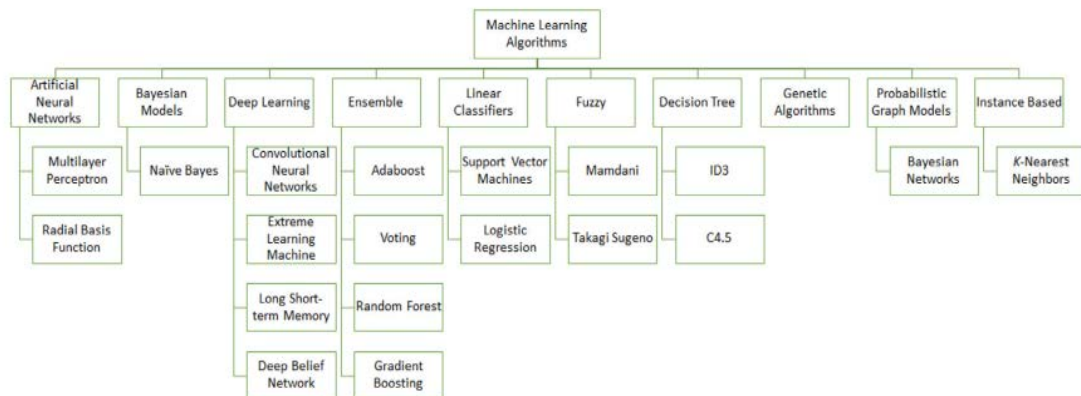 Machine Learning
Algorithms
Artificial
Neural
Networks
Bayesian
Models
Deep Learning
Ensemble
Linear
Classifiers
Fuzzy
Decision Tree
Genetic
Algorithms
Probabilistic
Graph Models
Instance Based
Multilayer
Perceptron
Naïve Bayes
Convolutional
Neural
Networks
Adaboost
Support Vector
Machines
Mamdani
ID3
Bayesian
Networks
K-Nearest
Neighbors
Radial Basis
Function
Extreme
Learning
Machine
Voting
Logistic
Regression
Takagi Sugeno
C4.5
Long Short-
term Memory
Random Forest
Deep Belief
Network
Gradient
Boosting